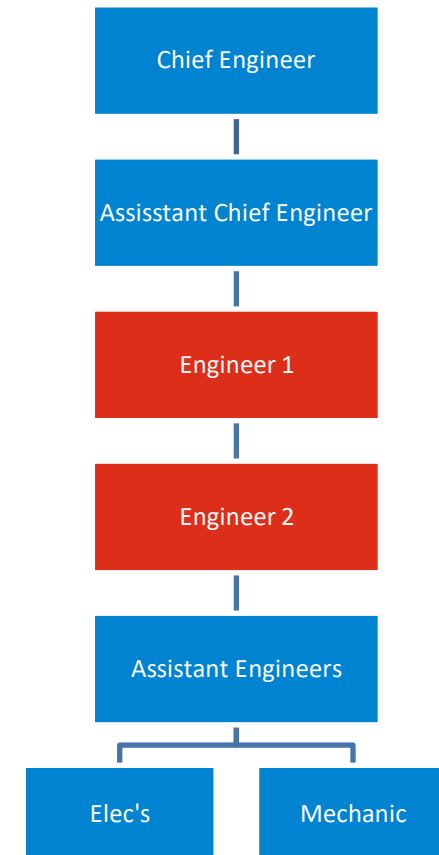 Chief Engineer
Assisstant Chief Engineer
Engineer 1
Engineer 2
Assistant Engineers
Elec's
Mechanic